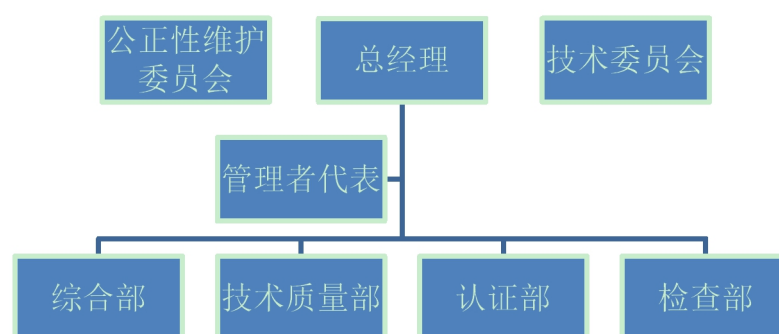 公正性维护
委员会
总经理
技术委员会
管理者代表
综合部
技术质量部
认证部
检查部